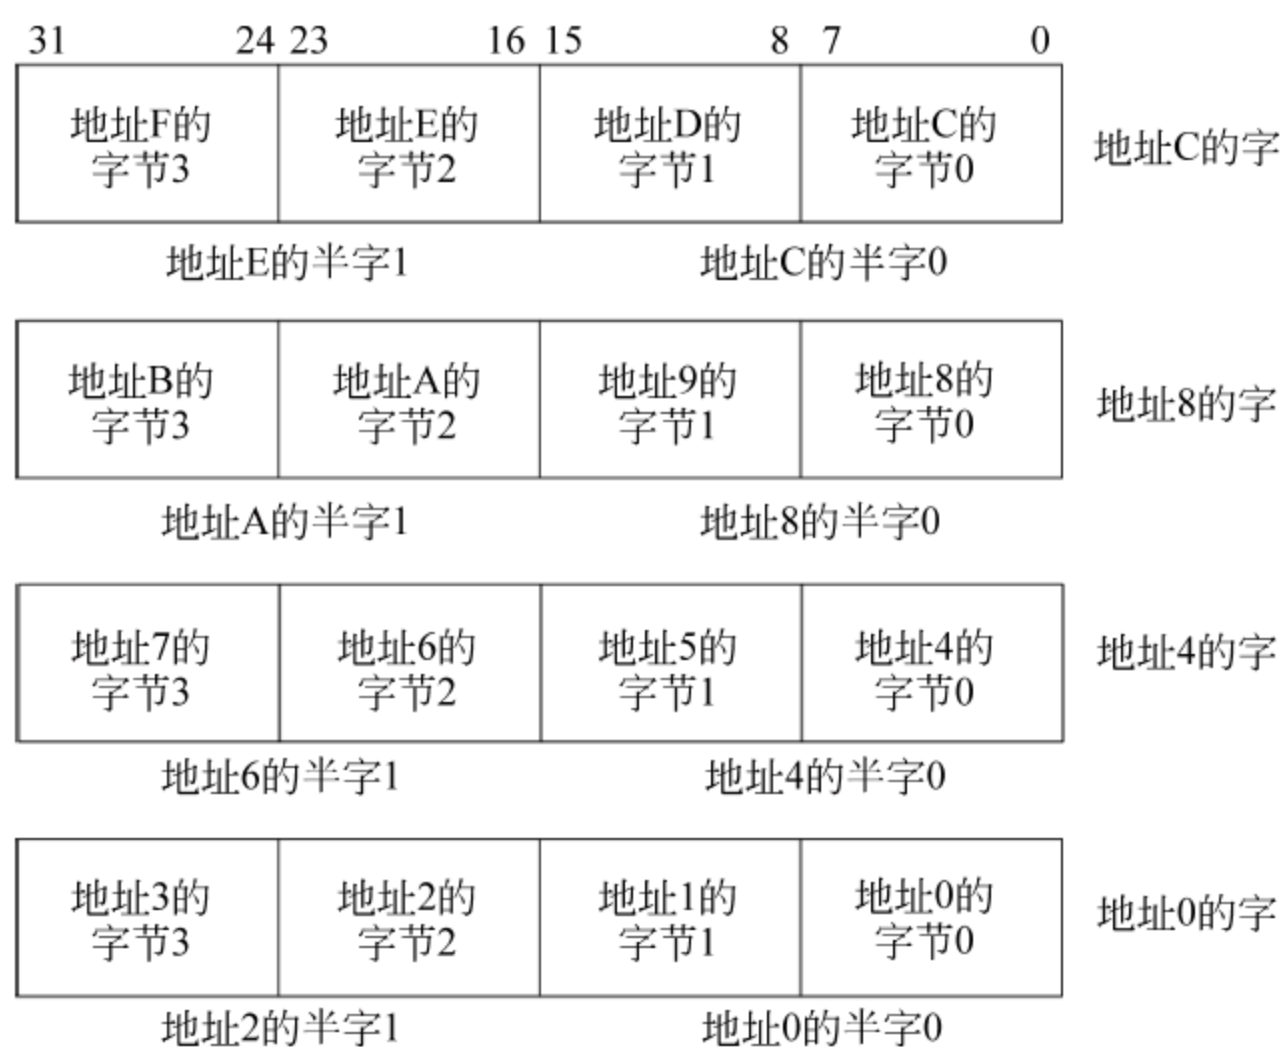 31 24 23 16 15 8 7 0
地址F的 地址E的 地址D的 地址C的
字节3 字节2 字节1 字节0
地址C的字
地址E的半字1 地址C的半字0
地址B的 地址A的 地址9的 地址8的
字节3 字节2 字节1 字节0
地址8的字
地址A的半字1 地址8的半字0
地址7的 地址6的 地址5的 地址4的
字节3 字节2 字节1 字节0
地址4的字
地址6的半字1 地址4的半字0
地址3的 地址2的 地址1的 地址0的
字节3 字节2 字节1 字节0
地址0的字
地址2的半字1 地址0的半字0